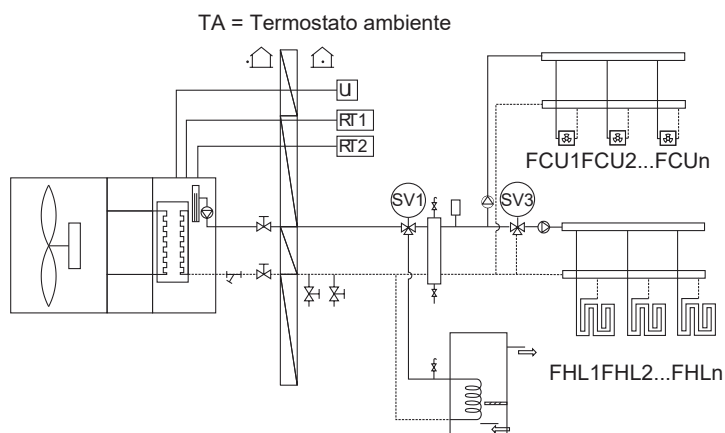 TA = Termostato ambiente
U
RT1
RT2
FCU1FCU2...FCUn
SV1
SV3
FHL1FHL2...FHLn